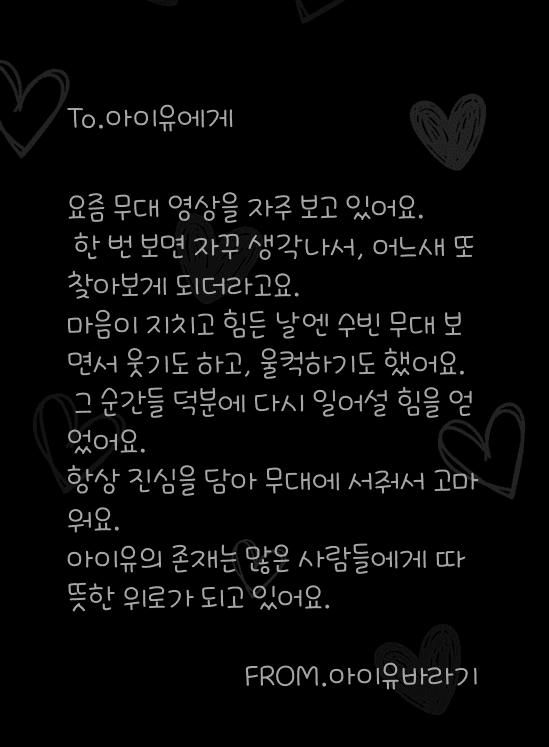 To.아이유에게
요즘 무대 영상을 자주 보고 있어요.
한 번 보면 자꾸 생각나서, 어느새 또
찾아보게 되더라고요.
마음이 지치고 힘든 날엔 수빈 무대 보
면서 웃기도 하고, 울컥하기도 했어요.
그 순간들 덕분에 다시 일어설 힘을 얻
었어요.
항상 진심을 담아 무대에 서줘서 고마
워요.
아이유의 존재는 많은 사람들에게 따
뜻한 위로가 되고 있어요.
FROM.아이유바라기